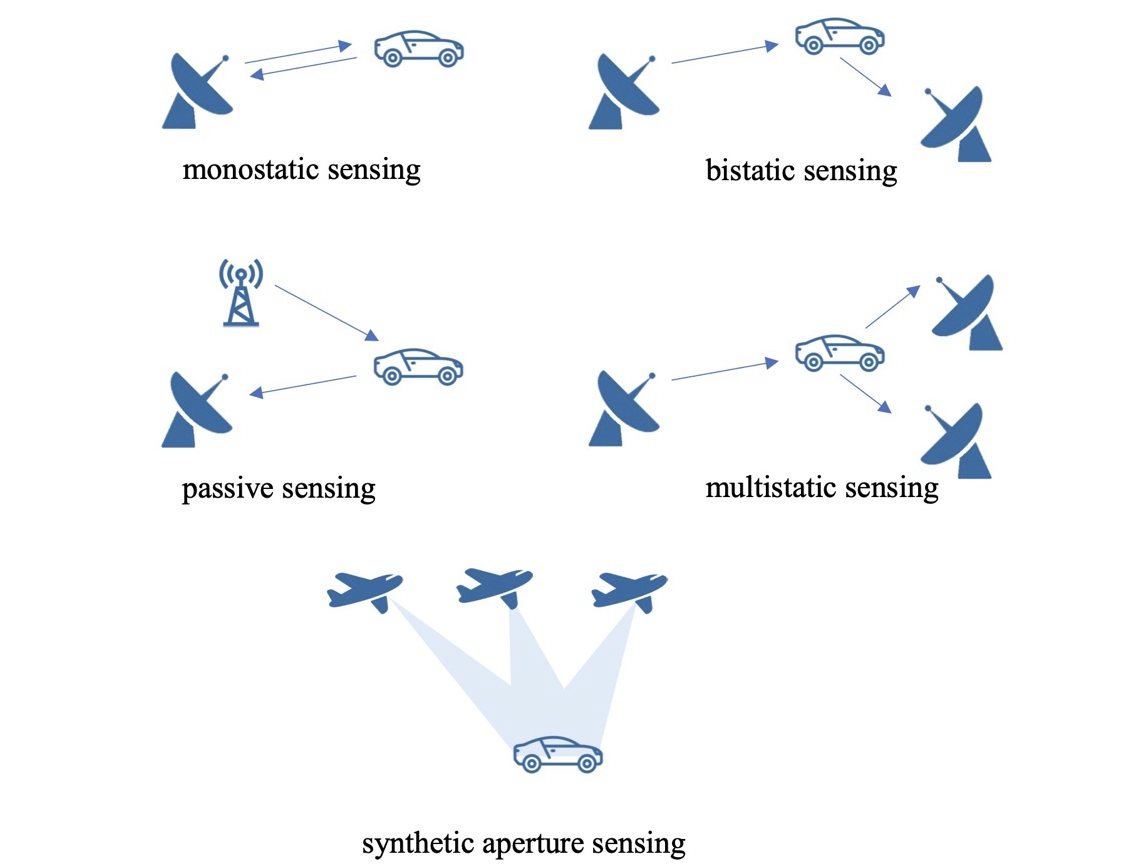 monostatic sensing
bistatic sensing
passive sensing
multistatic sensing
synthetic aperture sensing